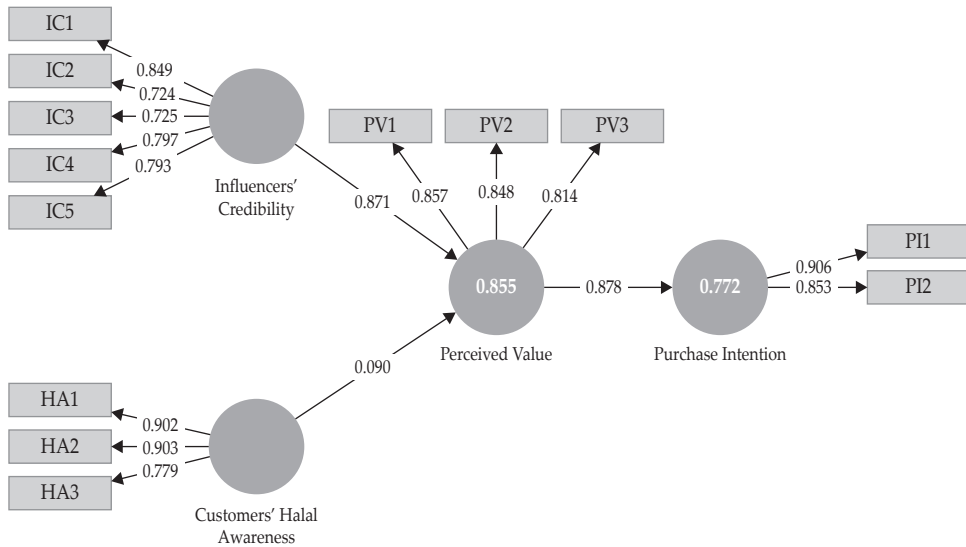 IC1
IC2
IC3
IC4
IC5
0.849
0.724
0.725
0.797
0.793
Influencers’
Credibility
0.871
PV1
PV2
PV3
0.857
0.848
0.814
0.855
Perceived Value
0.878
0.772
Purchase Intention
0.906
0.853
PI1
PI2
0.090
HA1
HA2
HA3
0.902
0.903
0.779
Customers’ Halal
Awareness